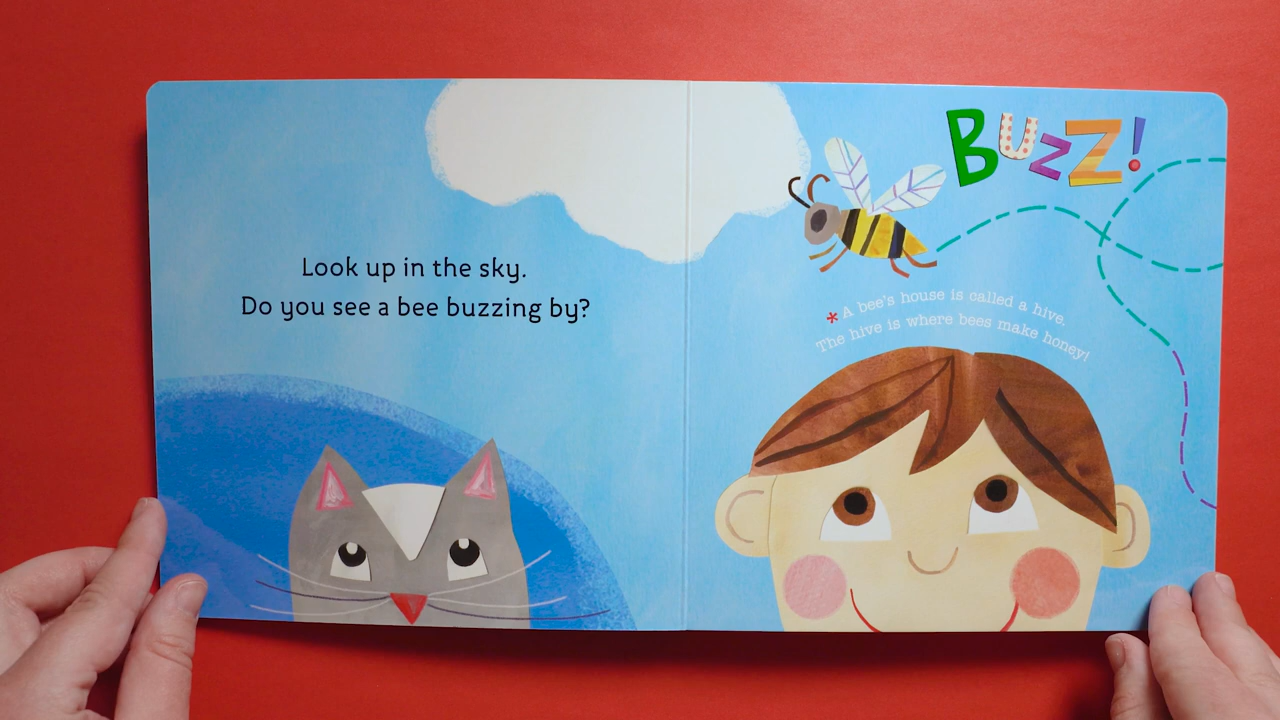 Look up in the sky.
Do you see a bee buzzing by?
BUZZ!
* A bee's house is called a hive,
The hive is where bees make honey!